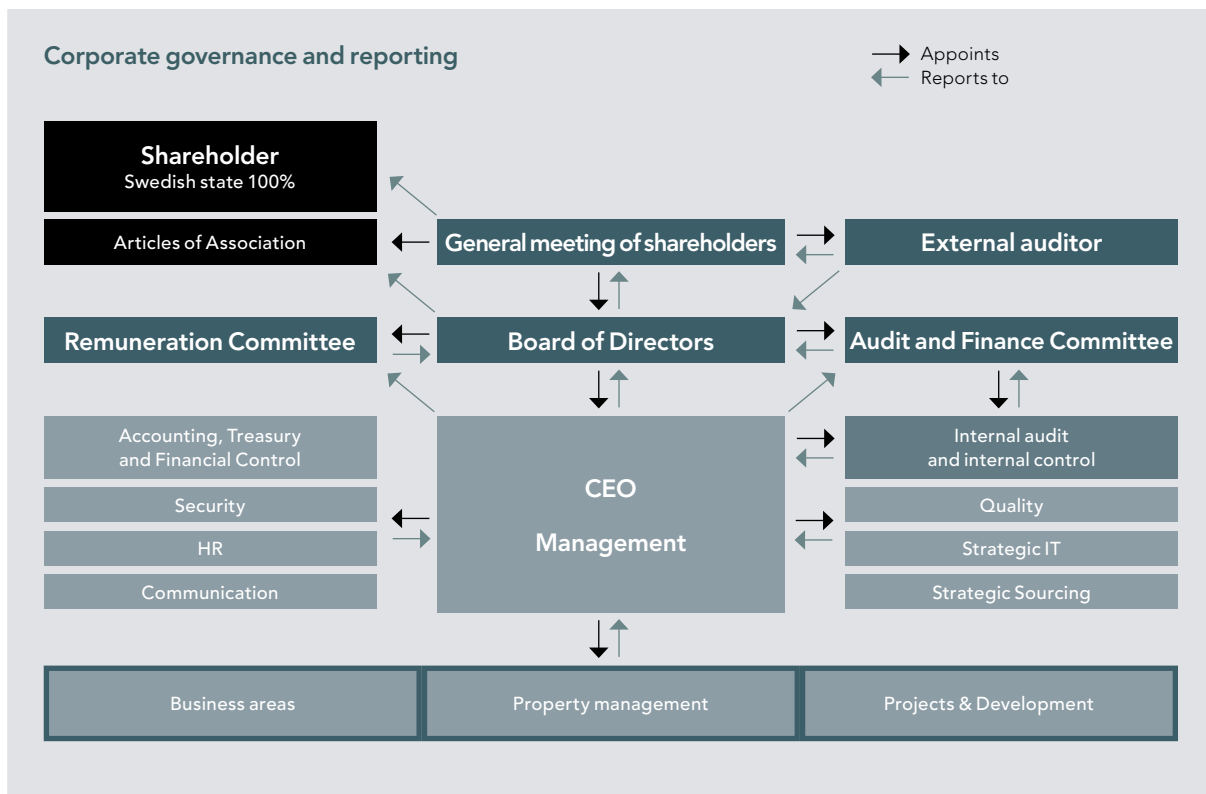 Corporate governance and reporting
Appoints
Reports to
Shareholder
Swedish state 100%
Articles of Association
General meeting of shareholders
External auditor
Remuneration Committee
Board of Directors
Audit and Finance Committee
Accounting, Treasury
and Financial Control
Security
HR
Communication
CEO
Management
Internal audit
and internal control
Quality
Strategic IT
Strategic Sourcing
Business areas
Property management
Projects & Development